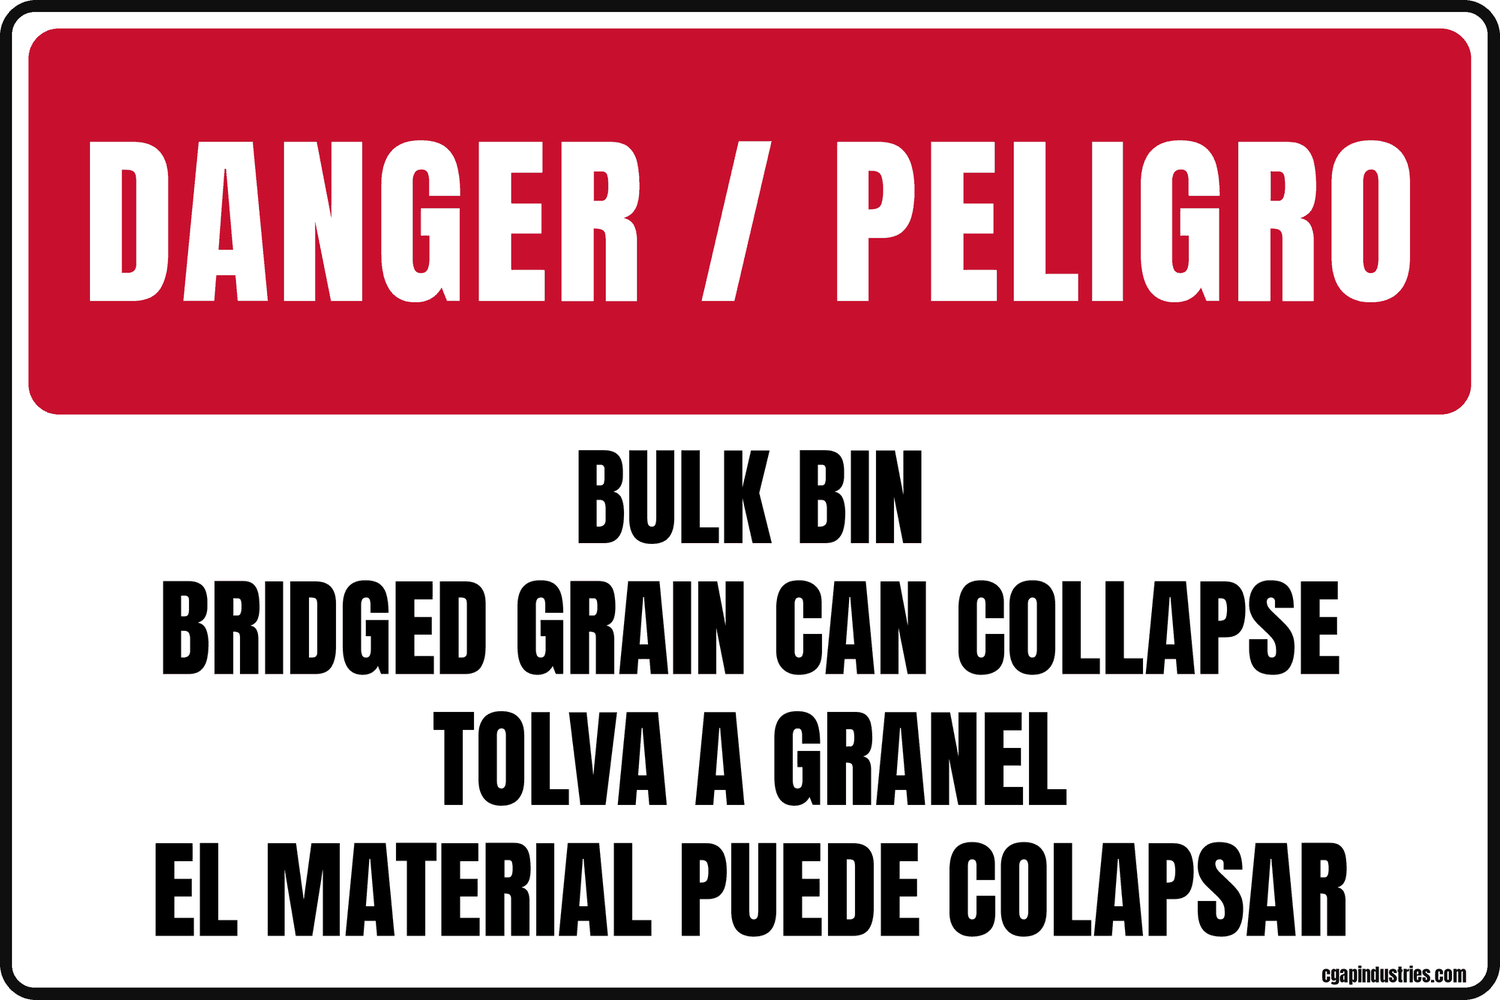 DANGER / PELIGRO
BULK BIN
BRIDGED GRAIN CAN COLLAPSE
TOLVA A GRANEL
EL MATERIAL PUEDE COLAPSAR
cgapindustries.com